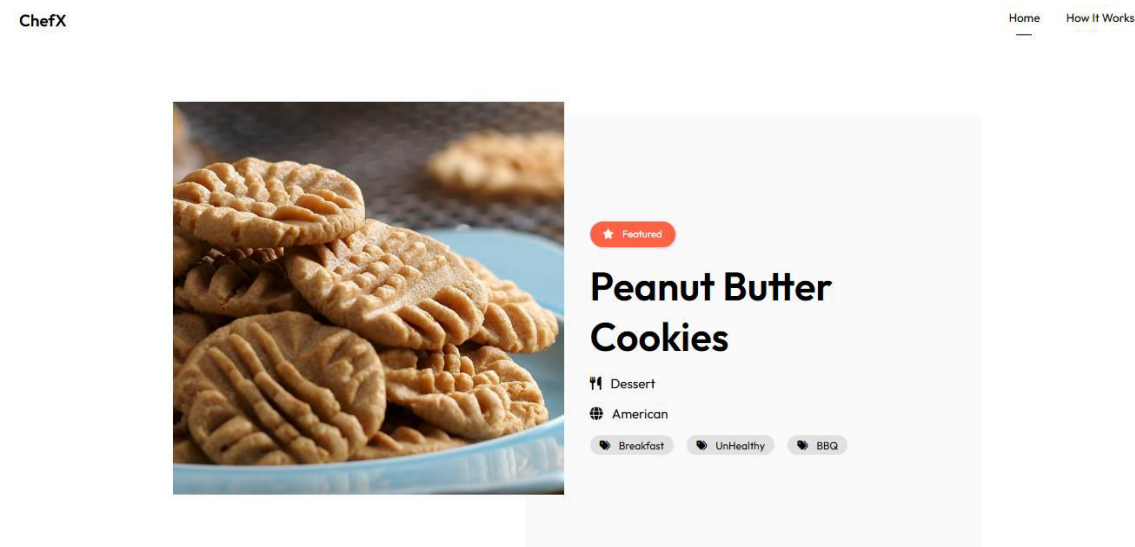 ChefX
Home
How It Works
Featured
Peanut Butter
Cookies
Dessert
American
Breakfast
UnHealthy
BBQ